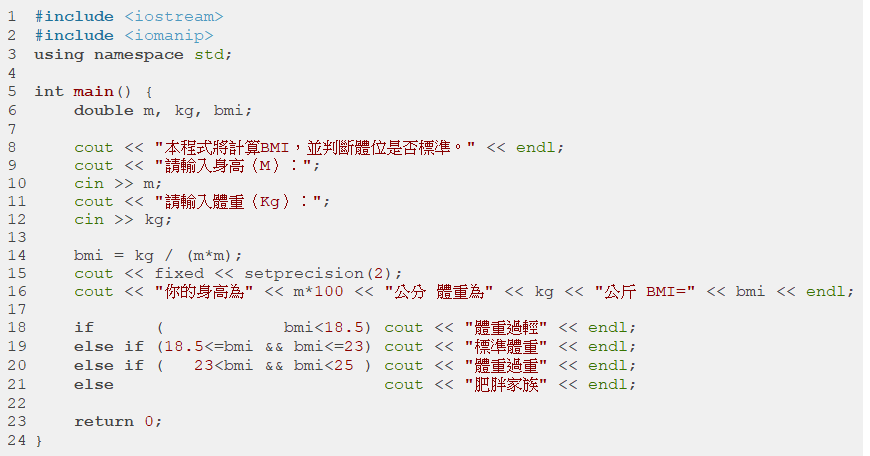 1 #include <iostream>
2 #include <iomanip>
3 using namespace std;
4
5 int main() {
6     double m, kg, bmi;
7
8     cout << "本程式將計算BMI，並判斷體位是否標準。" << endl;
9     cout << "請輸入身高（M）：";
10     cin >> m;
11     cout << "請輸入體重（Kg）：";
12     cin >> kg;
13
14     bmi = kg / (m*m);
15     cout << fixed << setprecision(2);
16     cout << "你的身高為" << m*100 << "公分 體重為" << kg << "公斤 BMI=" << bmi << endl;
17
18     if      (            bmi<18.5) cout << "體重過輕" << endl;
19     else if (18.5<=bmi && bmi<=23) cout << "標準體重" << endl;
20     else if (   23<bmi && bmi<25 ) cout << "體重過重" << endl;
21     else                           cout << "肥胖家族" << endl;
22
23     return 0;
24 }